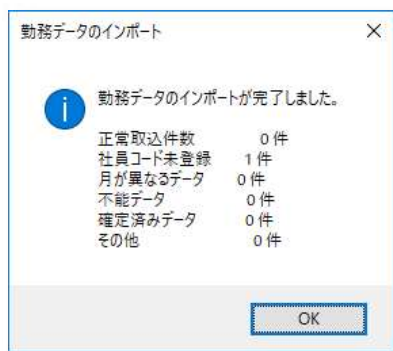 勤務データのインポート
勤務データのインポートが完了しました。
正常取込件数 0 件
社員コード未登録 1 件
月が異なるデータ 0 件
不能データ 0 件
確定済みデータ 0 件
その他 0 件
OK